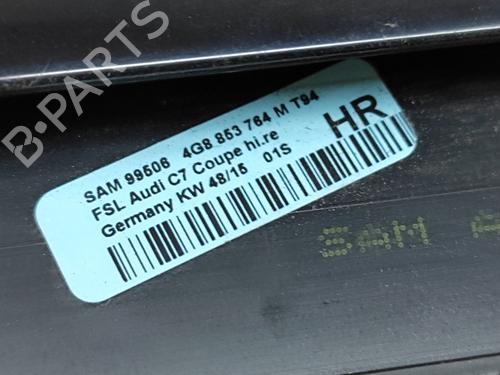 SAM 99506 4G8 853 764 M T94
FSL Audi C7 Coupe hi.re
Germany KW 48/15 01S
HR
SAM
B-PARTS